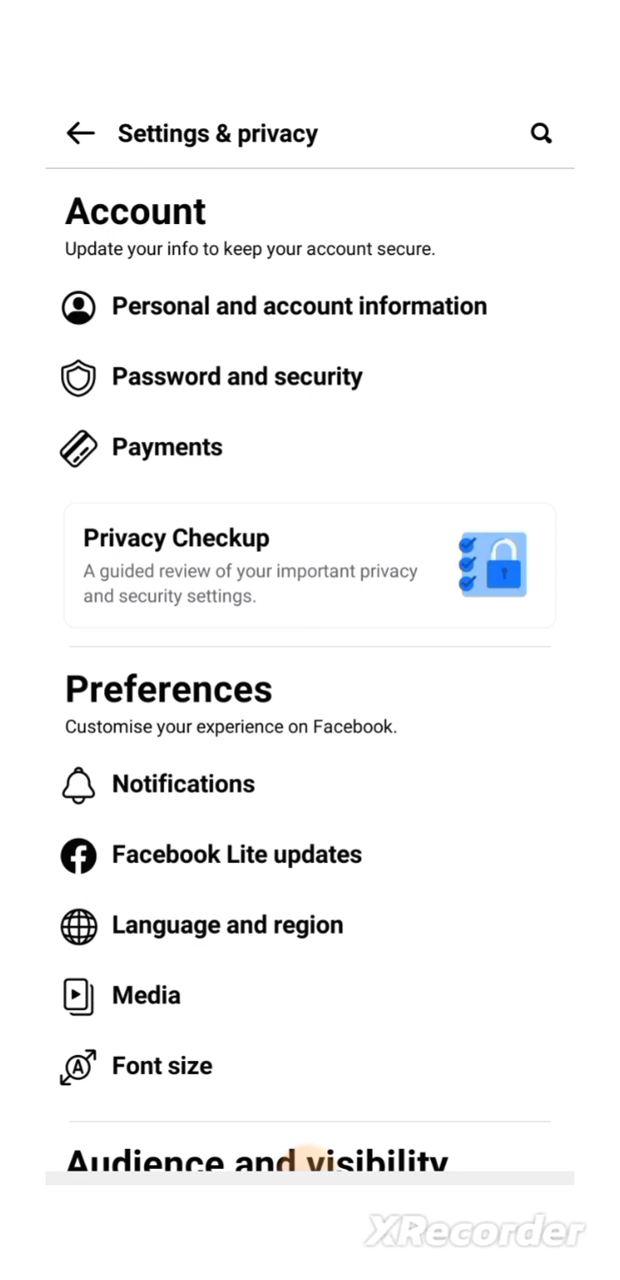 Settings & privacy
Account
Update your info to keep your account secure.
Personal and account information
Password and security
Payments
Privacy Checkup
A guided review of your important privacy
and security settings.
Preferences
Customise your experience on Facebook.
Notifications
Facebook Lite updates
Language and region
Media
Font size
Audience and visibility
XRecorder